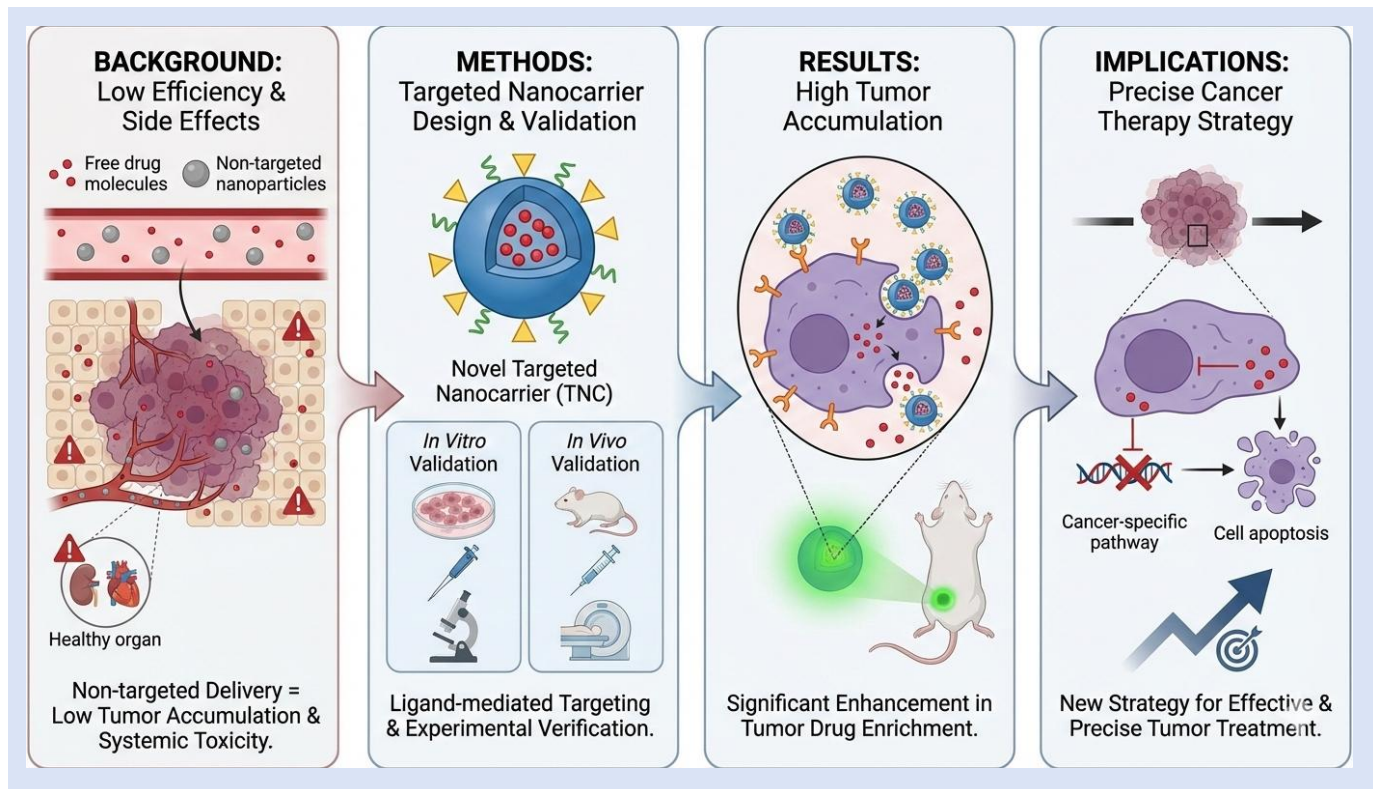 BACKGROUND:
Low Efficiency &
Side Effects
Free drug
molecules
Non-targeted
nanoparticles
!
!
!
!
Healthy organ
Non-targeted Delivery =
Low Tumor Accumulation &
Systemic Toxicity.
METHODS:
Targeted Nanocarrier
Design & Validation
Novel Targeted
Nanocarrier (TNC)
In Vitro
Validation
In Vivo
Validation
Ligand-mediated Targeting
& Experimental Verification.
RESULTS:
High Tumor
Accumulation
Significant Enhancement in
Tumor Drug Enrichment.
IMPLICATIONS:
Precise Cancer
Therapy Strategy
Cancer-specific
pathway
Cell apoptosis
New Strategy for Effective &
Precise Tumor Treatment.